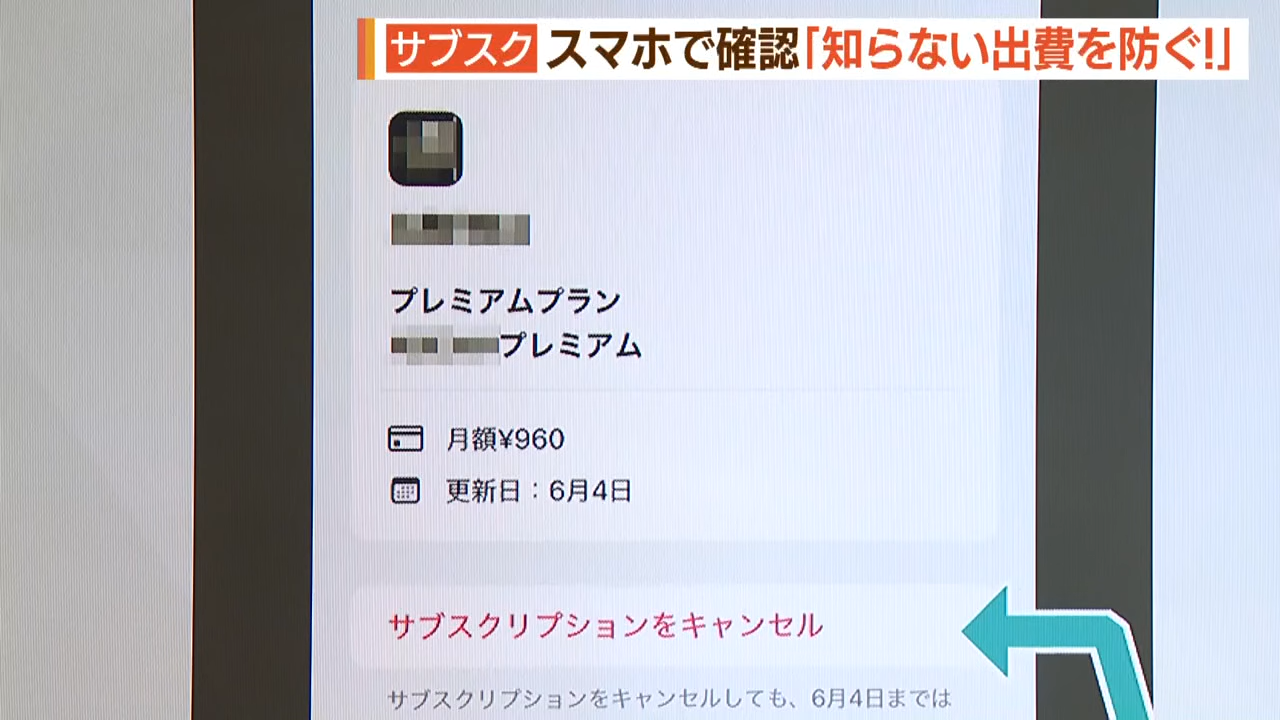 サブスク スマホで確認「知らない出費を防ぐ!」
プレミアムプラン
プレミアム
月額¥960
更新日：6月4日
サブスクリプションをキャンセル
サブスクリプションをキャンセルしても、6月4日までは